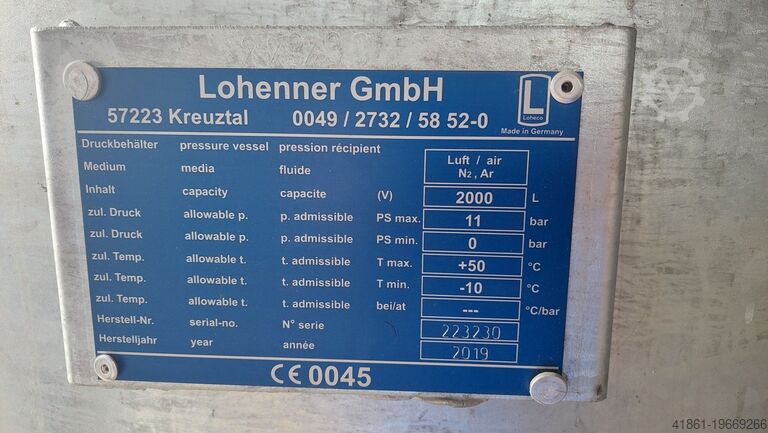 Lohenner GmbH
57223 Kreuztal 0049 / 2732 / 58 52-0
L
Loheco
Made in Germany
Druckbehälter pressure vessel pression récipient
Medium media fluide Luft / air N2 , Ar
Inhalt capacity capacite (V) 2000 L
zul. Druck allowable p. p. admissible PS max. 11 bar
zul. Druck allowable p. p. admissible PS min. 0 bar
zul. Temp. allowable t. t. admissible T max. +50 °C
zul. Temp. allowable t. t. admissible T min. -10 °C
zul. Temp. allowable t. t. admissible bei/at --- °C/bar
Herstell-Nr. serial-no. N° serie 223230
Herstelljahr year année 2019
CE 0045
41861-19669266